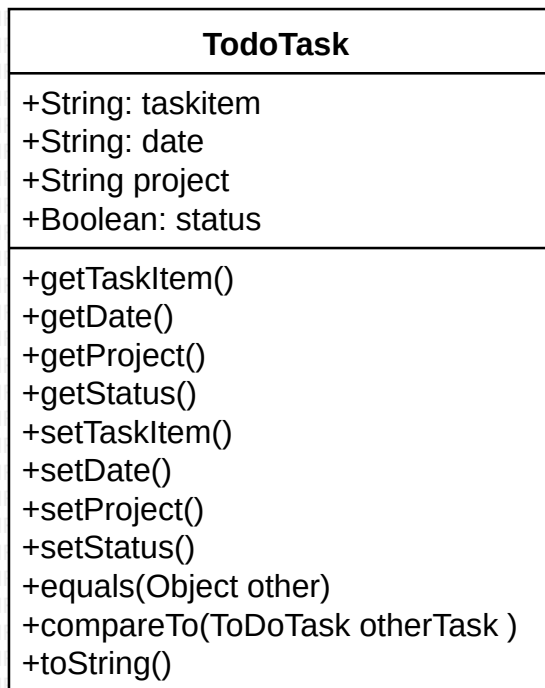 TodoTask
+String: taskitem
+String: date
+String project
+Boolean: status
+getTaskItem()
+getDate()
+getProject()
+getStatus()
+setTaskItem()
+setDate()
+setProject()
+setStatus()
+equals(Object other)
+compareTo(ToDoTask otherTask )
+toString()